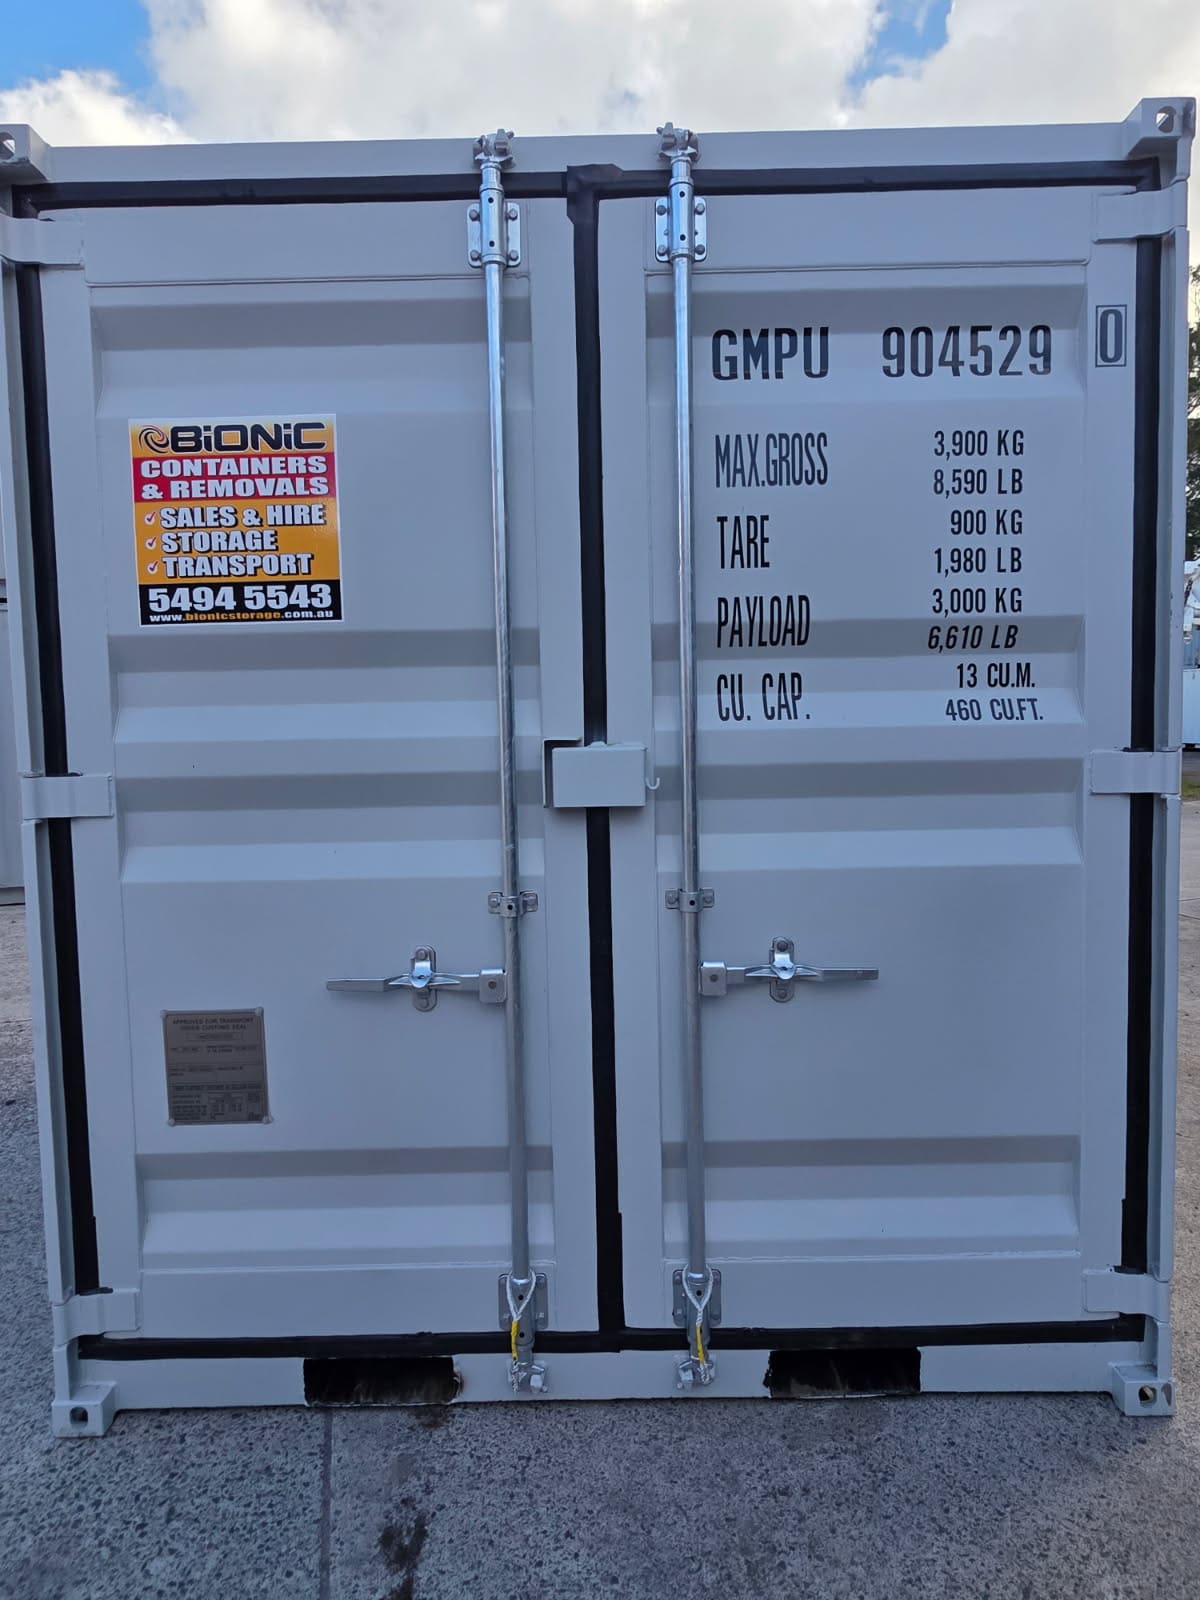 GMPU 904529 0
MAX.GROSS 3,900 KG
8,590 LB
TARE 900 KG
1,980 LB
PAYLOAD 3,000 KG
6,610 LB
CU. CAP. 13 CU.M.
460 CU.FT.
BiONiC
CONTAINERS
& REMOVALS
SALES & HIRE
STORAGE
TRANSPORT
5494 5543
www.bionicstorage.com.au
APPROVED FOR TRANSPORT
UNDER CUSTOMS SEAL